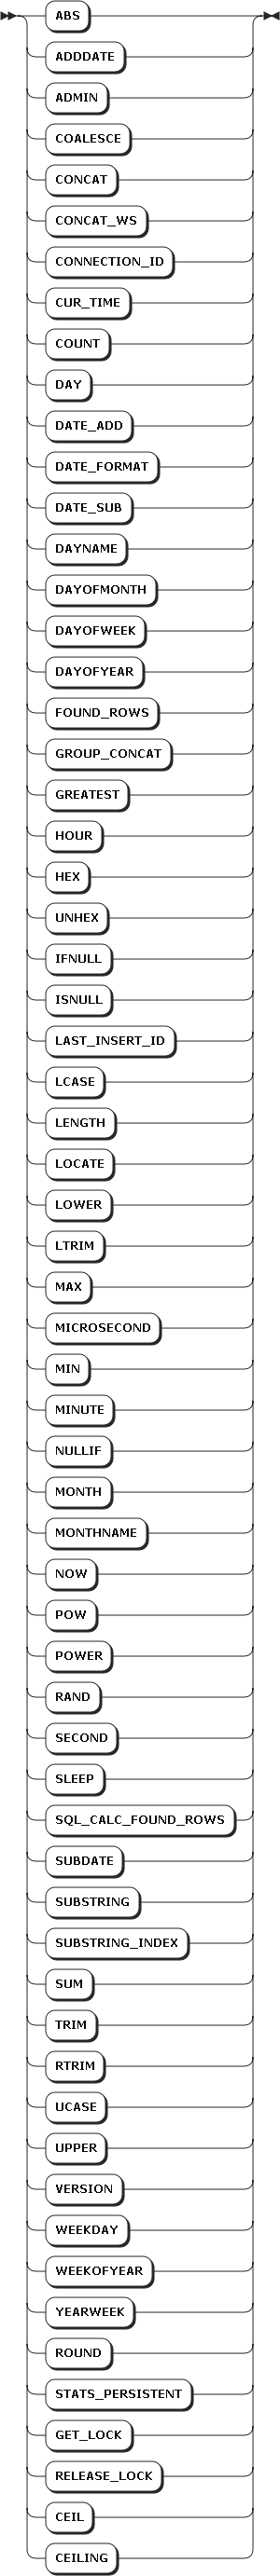 ABS
ADDDATE
ADMIN
COALESCE
CONCAT
CONCAT_WS
CONNECTION_ID
CUR_TIME
COUNT
DAY
DATE_ADD
DATE_FORMAT
DATE_SUB
DAYNAME
DAYOFMONTH
DAYOFWEEK
DAYOFYEAR
FOUND_ROWS
GROUP_CONCAT
GREATEST
HOUR
HEX
UNHEX
IFNULL
ISNULL
LAST_INSERT_ID
LCASE
LENGTH
LOCATE
LOWER
LTRIM
MAX
MICROSECOND
MIN
MINUTE
NULLIF
MONTH
MONTHNAME
NOW
POW
POWER
RAND
SECOND
SLEEP
SQL_CALC_FOUND_ROWS
SUBDATE
SUBSTRING
SUBSTRING_INDEX
SUM
TRIM
RTRIM
UCASE
UPPER
VERSION
WEEKDAY
WEEKOFYEAR
YEARWEEK
ROUND
STATS_PERSISTENT
GET_LOCK
RELEASE_LOCK
CEIL
CEILING